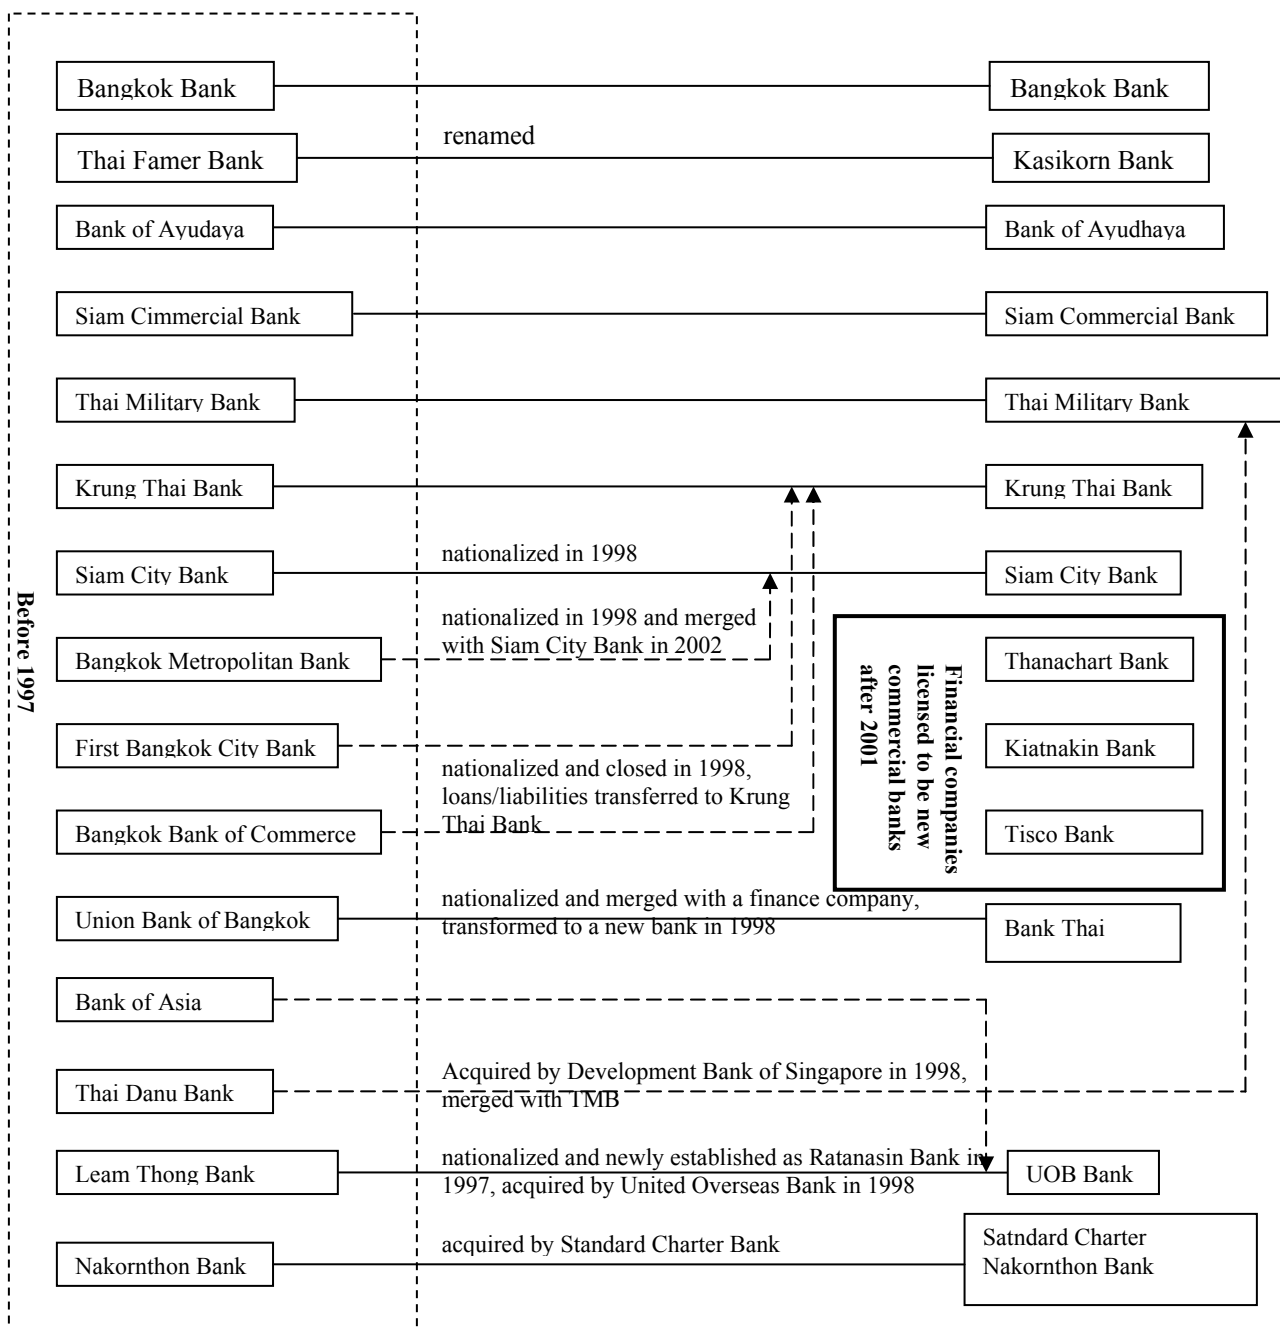 Bangkok Bank
Bangkok Bank
renamed
Thai Famer Bank
Kasikorn Bank
Bank of Ayudaya
Bank of Ayudhaya
Siam Cimmercial Bank
Siam Commercial Bank
Thai Military Bank
Thai Military Bank
Krung Thai Bank
Krung Thai Bank
nationalized in 1998
Siam City Bank
Siam City Bank
Before 1997
nationalized in 1998 and merged
with Siam City Bank in 2002
Bangkok Metropolitan Bank
Financial companies
licensed to be new
commercial banks
after 2001
Thanachart Bank
First Bangkok City Bank
Kiatnakin Bank
nationalized and closed in 1998,
loans/liabilities transferred to Krung
Thai Bank
Bangkok Bank of Commerce
Tisco Bank
nationalized and merged with a finance company,
transformed to a new bank in 1998
Union Bank of Bangkok
Bank Thai
Bank of Asia
Acquired by Development Bank of Singapore in 1998,
merged with TMB
Thai Danu Bank
nationalized and newly established as Ratanasin Bank in
1997, acquired by United Overseas Bank in 1998
Leam Thong Bank
UOB Bank
acquired by Standard Charter Bank
Nakornthon Bank
Satndard Charter
Nakornthon Bank